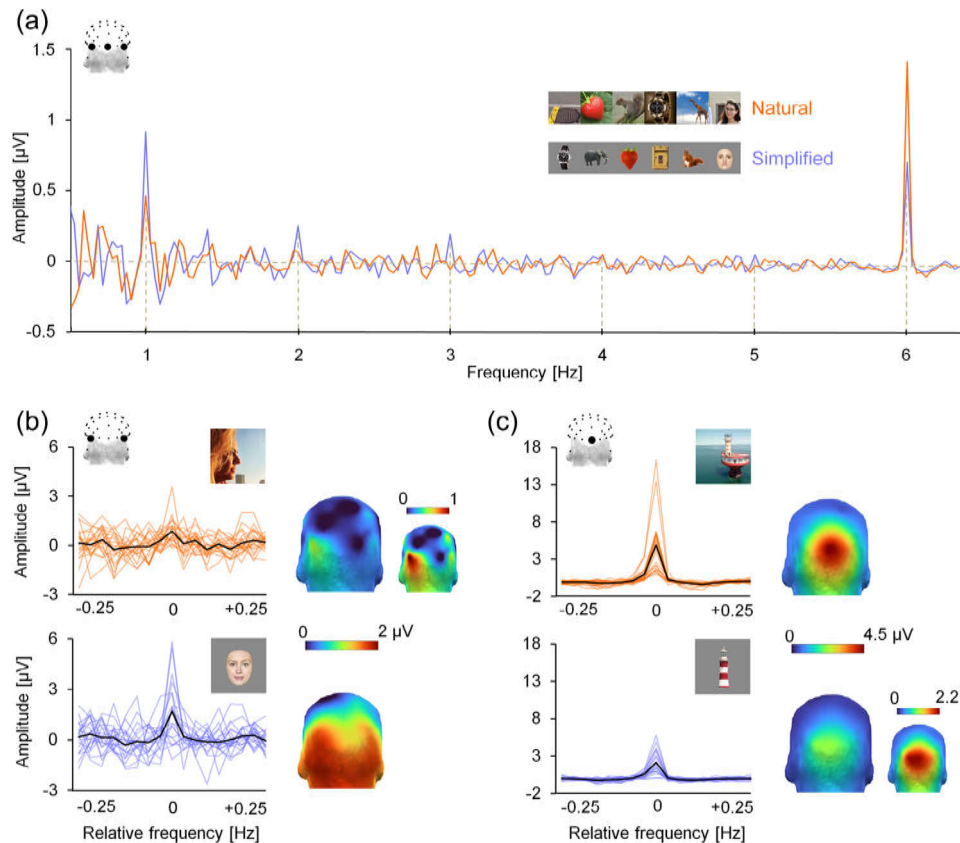 (a)
1.5
1
0.5
0
-0.5
Amplitude [µV]
Natural
Simplified
1 2 3 4 5 6
Frequency [Hz]
(b)
6
3
0
-3
Amplitude [µV]
-0.25 0 +0.25
0 1
0 2 µV
6
3
0
-3
Amplitude [µV]
-0.25 0 +0.25
Relative frequency [Hz]
(c)
18
13
8
3
-2
Amplitude [µV]
-0.25 0 +0.25
0 4.5 µV
18
13
8
3
-2
-0.25 0 +0.25
0 2.2
Relative frequency [Hz]